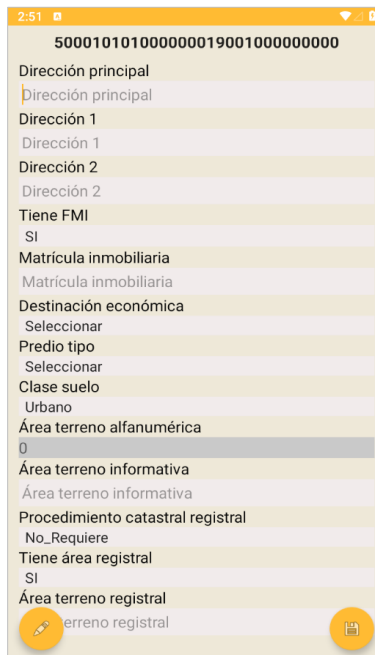 2:51
500010101000000019001000000000
Dirección principal
Dirección principal
Dirección 1
Dirección 1
Dirección 2
Dirección 2
Tiene FMI
SI
Matrícula inmobiliaria
Matrícula inmobiliaria
Destinación económica
Seleccionar
Predio tipo
Seleccionar
Clase suelo
Urbano
Área terreno alfanumérica
0
Área terreno informativa
Área terreno informativa
Procedimiento catastral registral
No_Requiere
Tiene área registral
SI
Área terreno registral
erreno registral